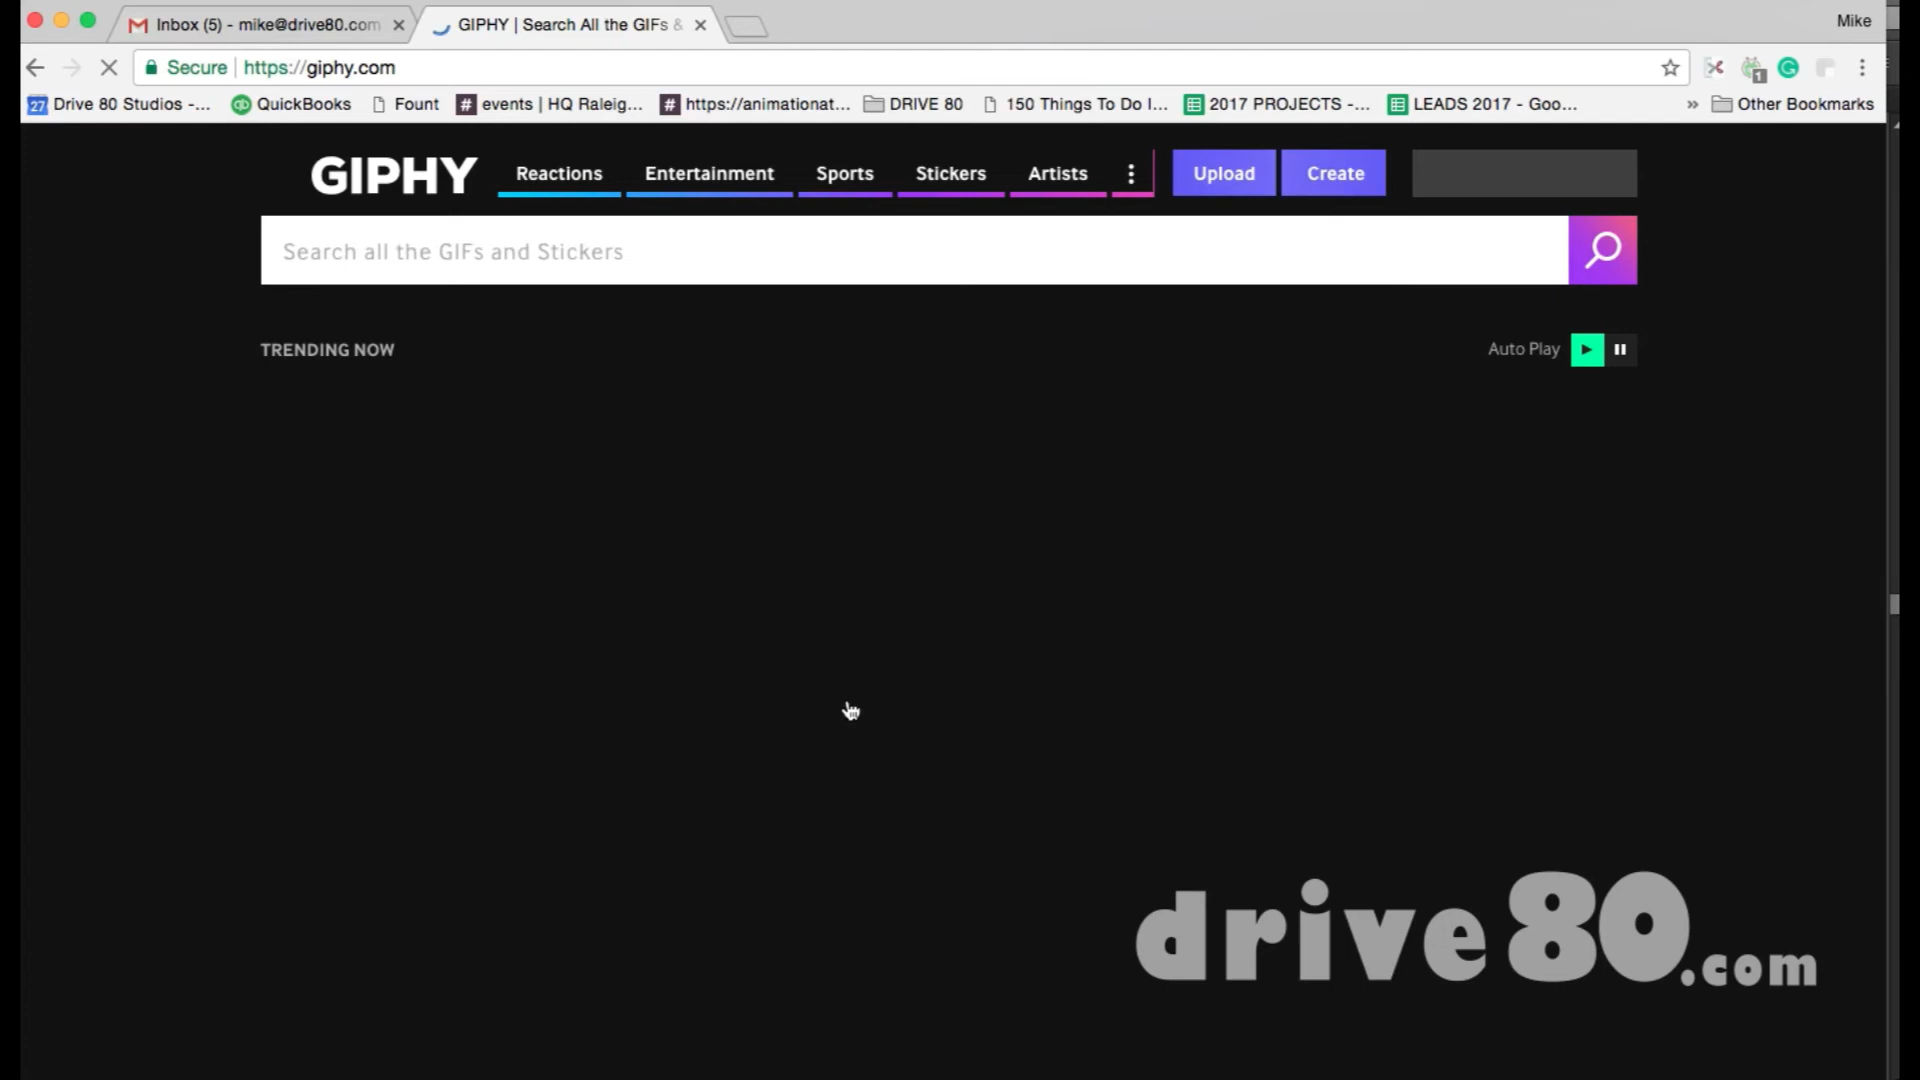 Inbox (5) - mike@drive80.com
GIPHY | Search All the GIFs &
Mike
Secure | https://giphy.com
1
27 Drive 80 Studios -...
qb QuickBooks
Fount
# events | HQ Raleig...
# https://animationat...
DRIVE 80
150 Things To Do I...
2017 PROJECTS -...
LEADS 2017 - Goo...
»
Other Bookmarks
GIPHY
Reactions
Entertainment
Sports
Stickers
Artists
Upload
Create
Search all the GIFs and Stickers
TRENDING NOW
Auto Play
drive80.com